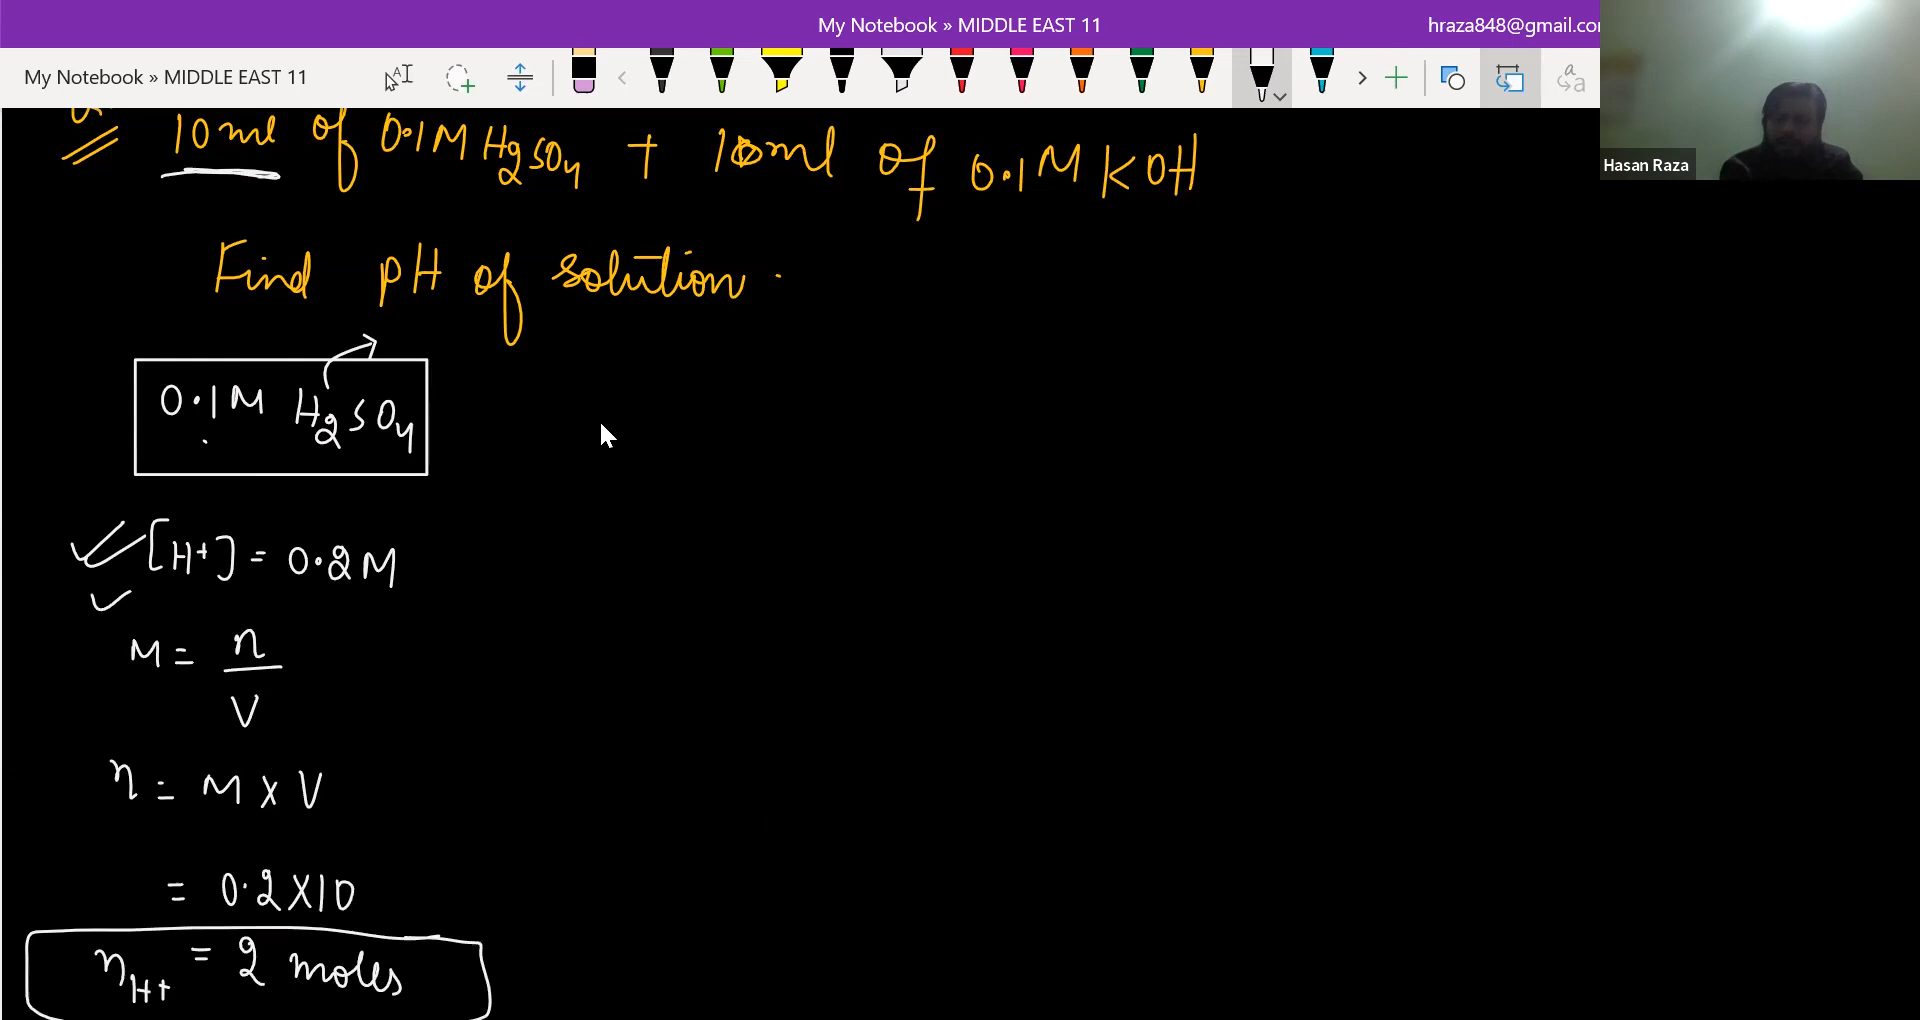 My Notebook » MIDDLE EAST 11
hraza848@gmail.co
My Notebook » MIDDLE EAST 11
Hasan Raza
10 ml of 0.1M H2SO4 + 10ml of 0.1M KOH
Find pH of solution.
0.1M H2SO4
[H+] = 0.2M
M = n
V
n = M X V
= 0.2 X 10
nH+ = 2 moles